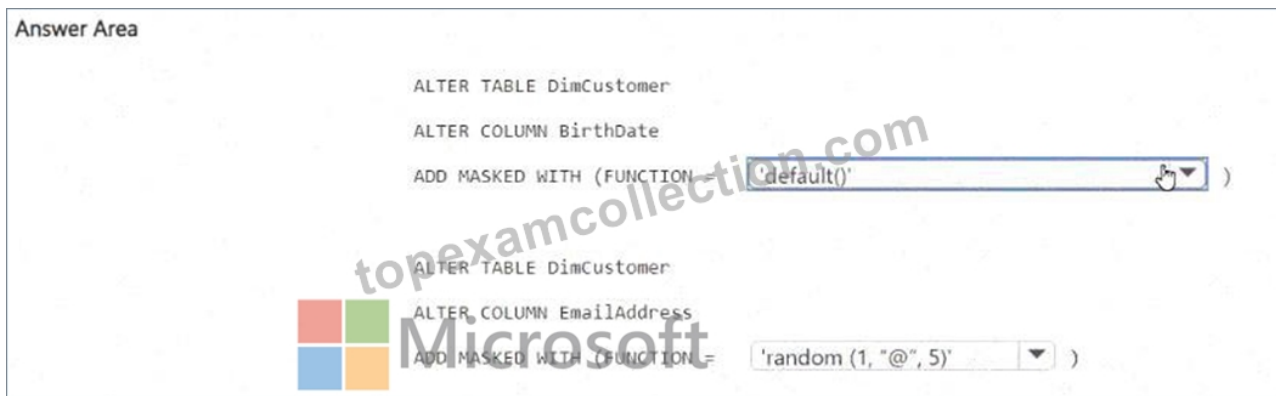 Answer Area
ALTER TABLE DimCustomer
ALTER COLUMN BirthDate
ADD MASKED WITH (FUNCTION = 'default()' )
topexamcollection.com
ALTER TABLE DimCustomer
ALTER COLUMN EmailAddress
Microsoft
ADD MASKED WITH (FUNCTION = 'random (1, "@", 5)' )